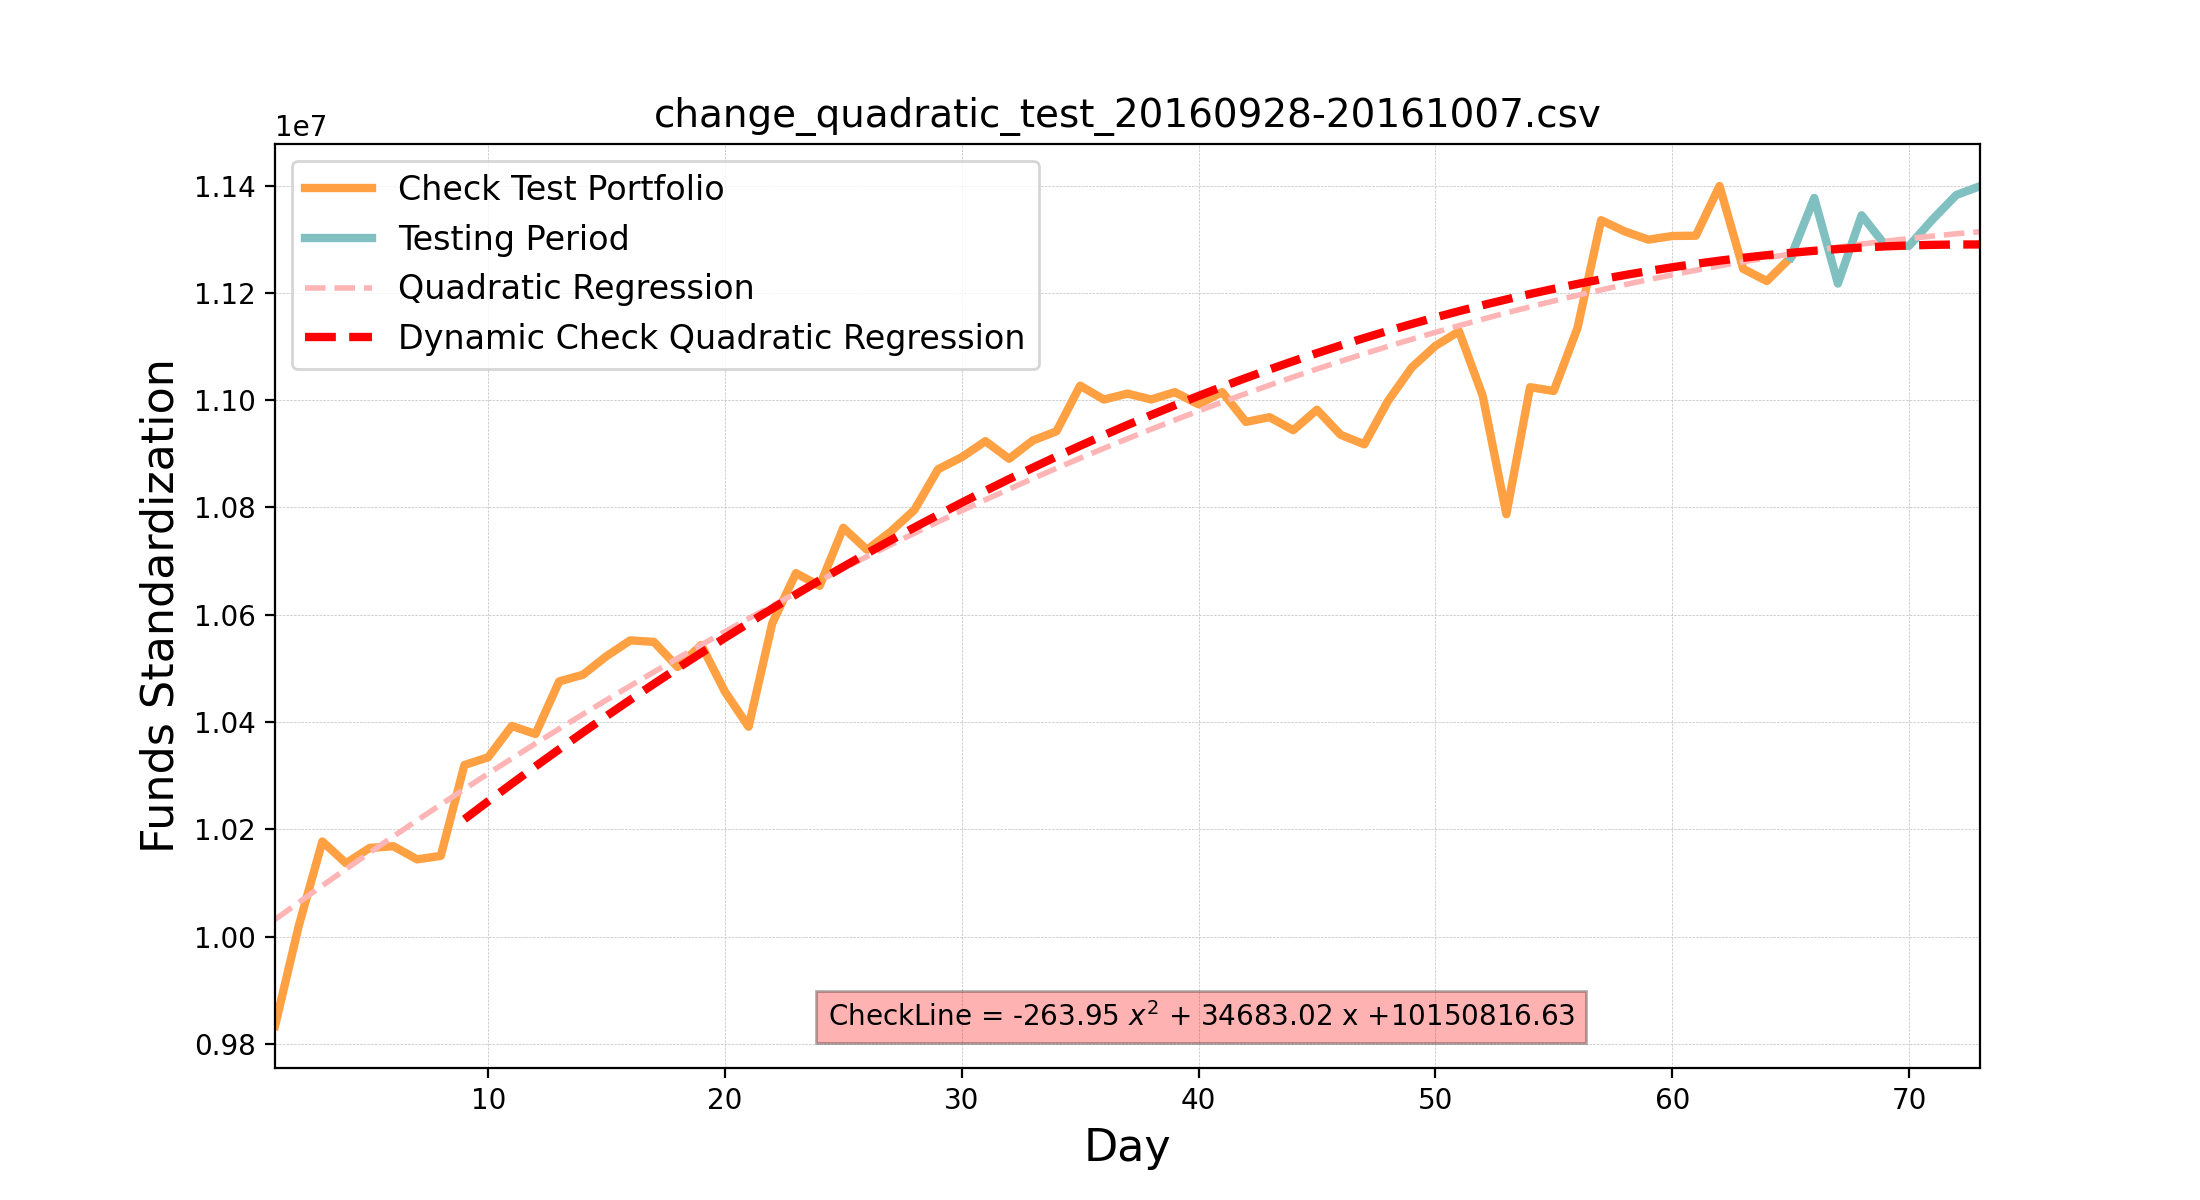 change_quadratic_test_20160928-20161007.csv
1e7
Check Test Portfolio
Testing Period
Quadratic Regression
Dynamic Check Quadratic Regression
1.14
1.12
1.10
1.08
1.06
1.04
1.02
1.00
0.98
Funds Standardization
CheckLine = -263.95 x² + 34683.02 x +10150816.63
10 20 30 40 50 60 70
Day